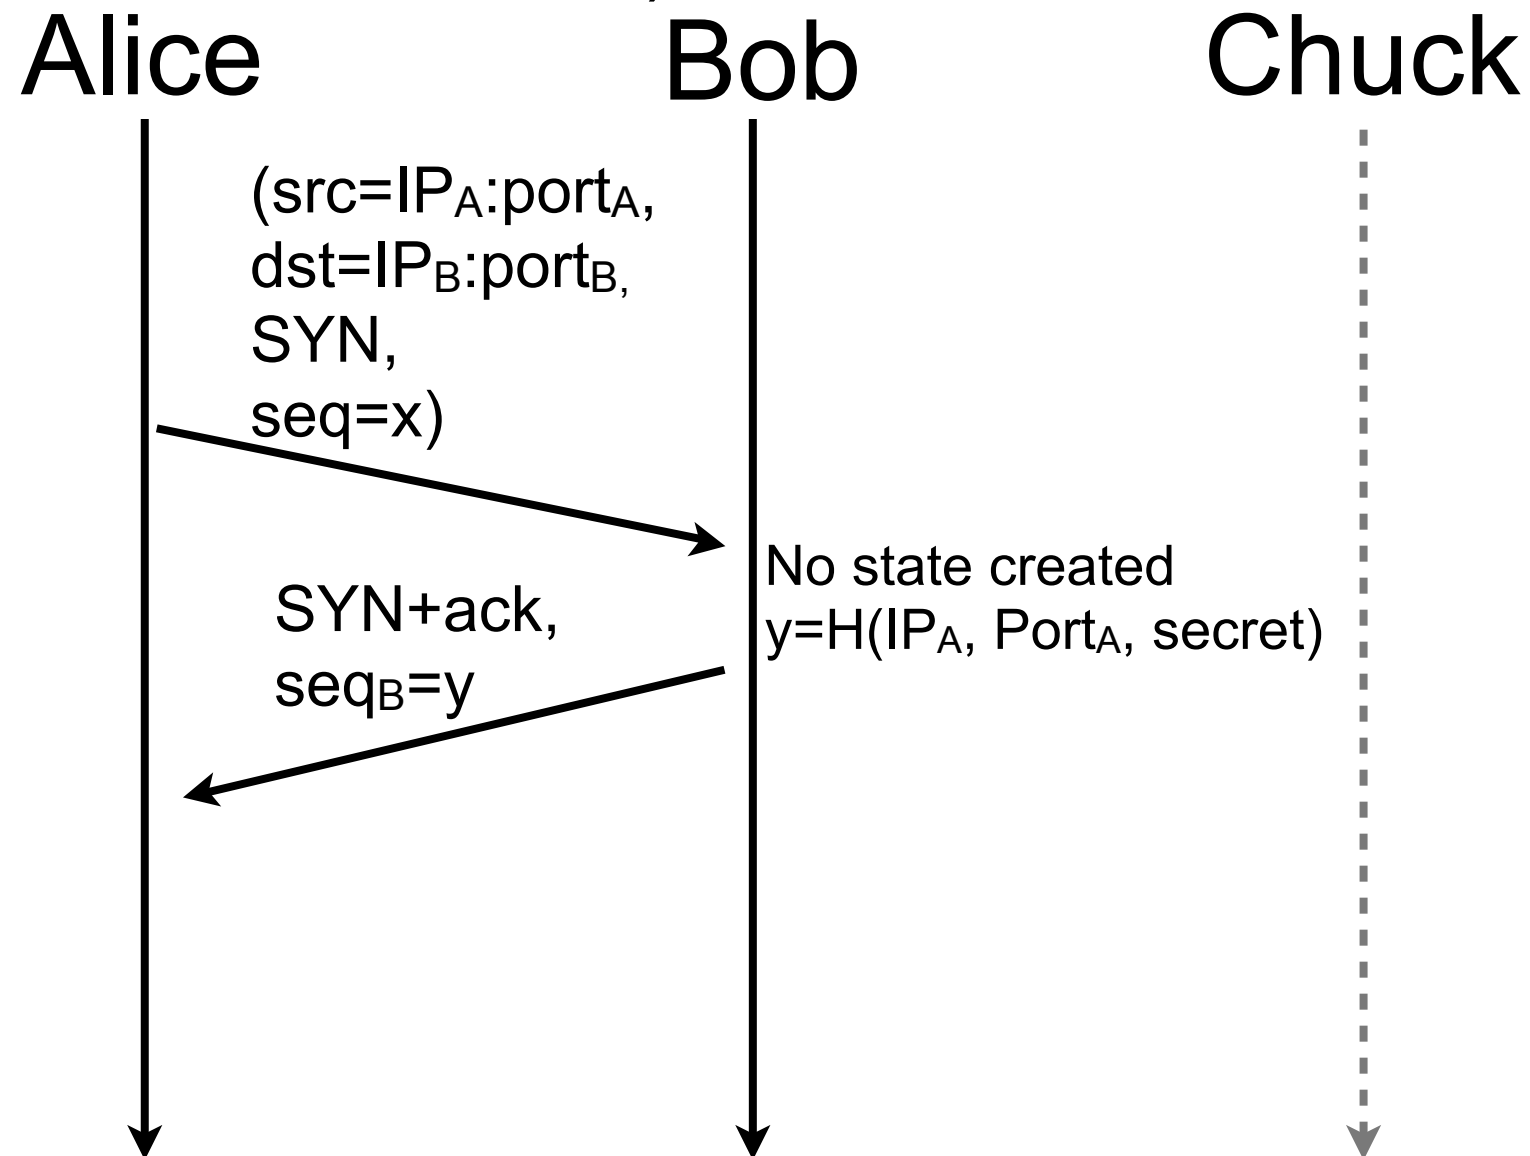 Alice
Bob
Chuck
(src=IPA:portA,
dst=IPB:portB,
SYN,
seq=x)
No state created
y=H(IPA, PortA, secret)
SYN+ack,
seqB=y